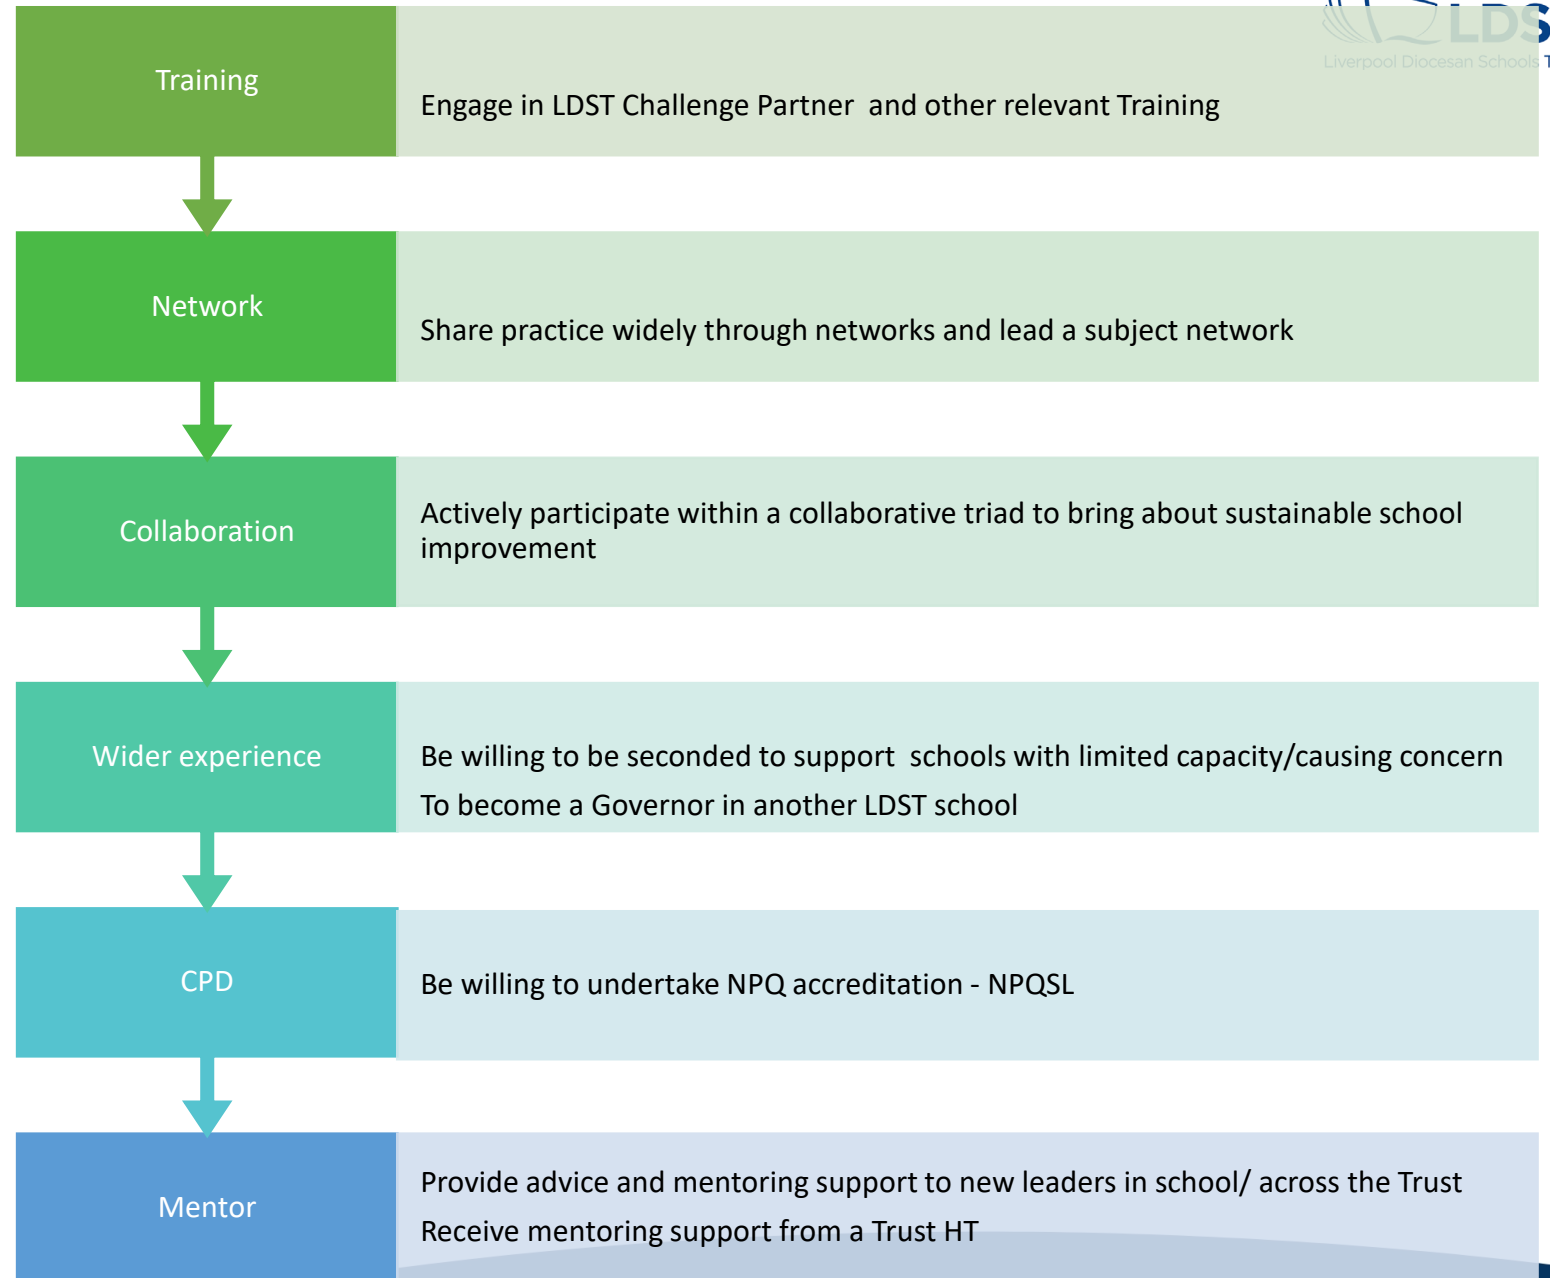 LDS
Liverpool Diocesan Schools T
Training
Engage in LDST Challenge Partner  and other relevant Training
Network
Share practice widely through networks and lead a subject network
Collaboration
Actively participate within a collaborative triad to bring about sustainable school
improvement
Wider experience
Be willing to be seconded to support  schools with limited capacity/causing concern
To become a Governor in another LDST school
CPD
Be willing to undertake NPQ accreditation - NPQSL
Mentor
Provide advice and mentoring support to new leaders in school/ across the Trust
Receive mentoring support from a Trust HT